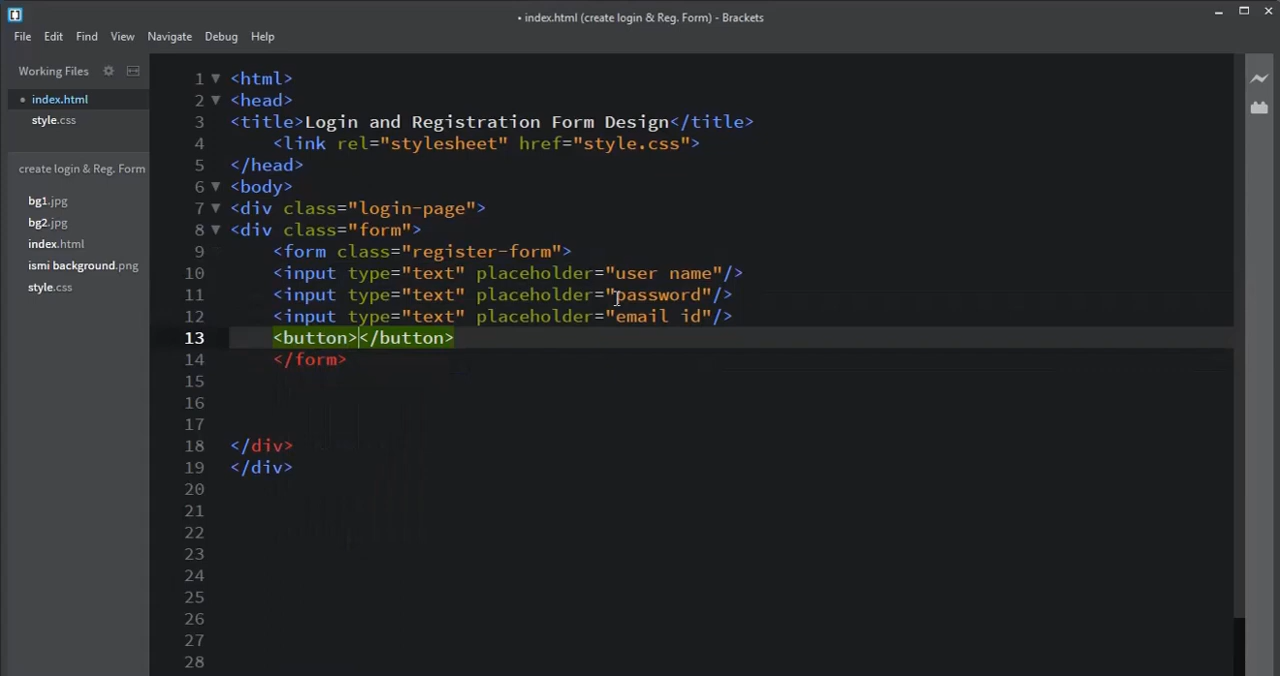 • index.html (create login & Reg. Form) - Brackets
File Edit Find View Navigate Debug Help
Working Files
• index.html
style.css
create login & Reg. Form
bg1.jpg
bg2.jpg
index.html
ismi background.png
style.css
1 <html>
2 <head>
3 <title>Login and Registration Form Design</title>
4 <link rel="stylesheet" href="style.css">
5 </head>
6 <body>
7 <div class="login-page">
8 <div class="form">
9 <form class="register-form">
10 <input type="text" placeholder="user name"/>
11 <input type="text" placeholder="password"/>
12 <input type="text" placeholder="email id"/>
13 <button></button>
14 </form>
15
16
17
18 </div>
19 </div>
20
21
22
23
24
25
26
27
28